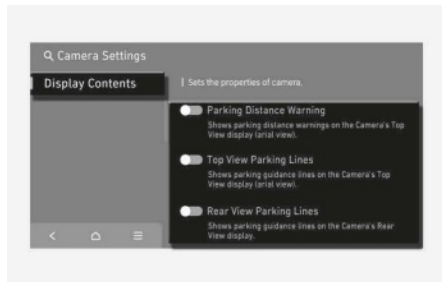 Camera Settings
Display Contents
Sets the properties of camera.
Parking Distance Warning
Shows parking distance warnings on the Camera's Top
View display (arial view).
Top View Parking Lines
Shows parking guidance lines on the Camera's Top
View display (arial view).
Rear View Parking Lines
Shows parking guidance lines on the Camera's Rear
View display.